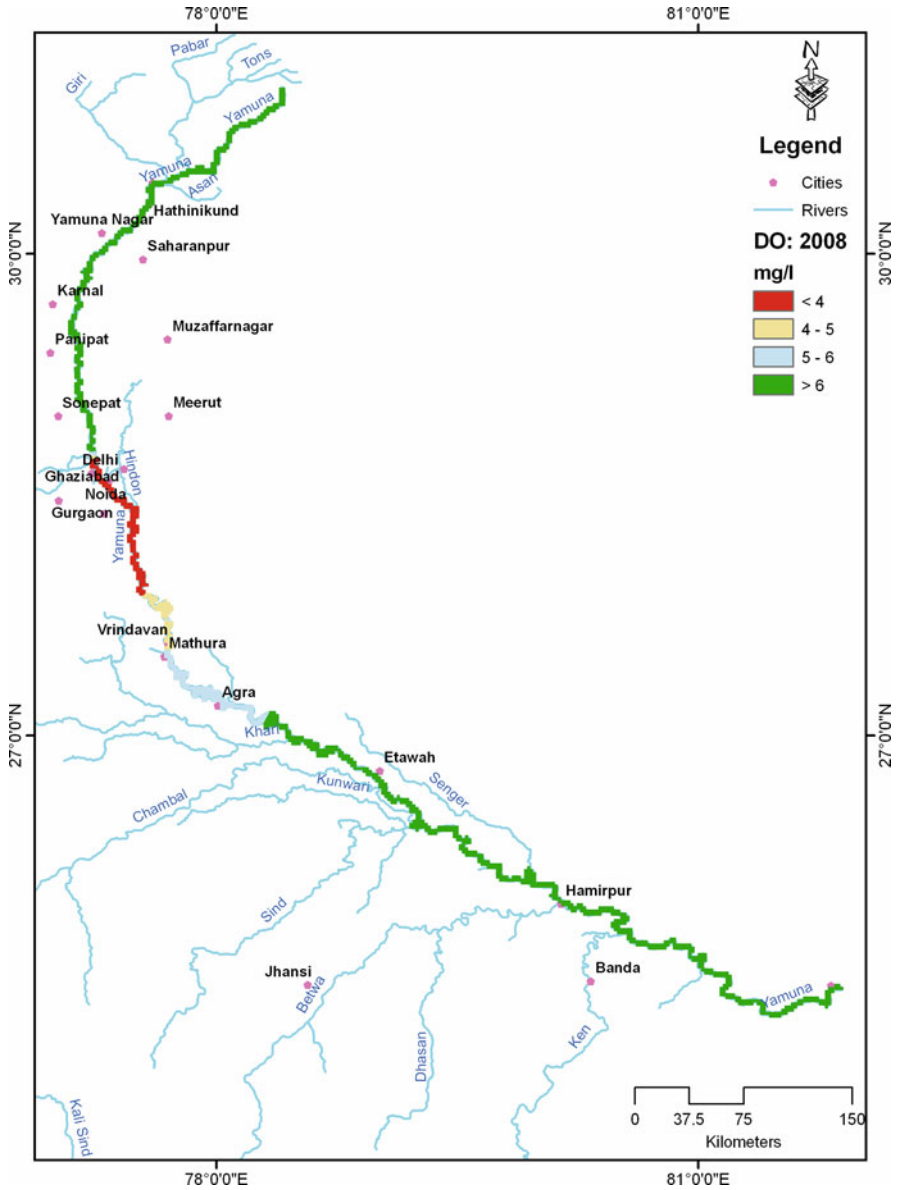 78°0'0"E
81°0'0"E
Pabar
Tons
Giri
Yamuna
N
Legend
Cities
Rivers
DO: 2008
mg/l
< 4
4 - 5
5 - 6
> 6
Yamuna
Asan
Hathinikund
Yamuna Nagar
Saharanpur
30°0'0"N
30°0'0"N
Karnal
Muzaffarnagar
Panipat
Sonepat
Meerut
Delhi
Hindon
Ghaziabad
Noida
Gurgaon
Yamuna
Vrindavan
Mathura
Agra
27°0'0"N
27°0'0"N
Khari
Etawah
Kunwari
Senger
Chambal
Hamirpur
Sind
Jhansi
Betwa
Banda
Yamuna
Ken
Dhasan
Kali Sind
0 37.5 75 150
Kilometers
78°0'0"E
81°0'0"E